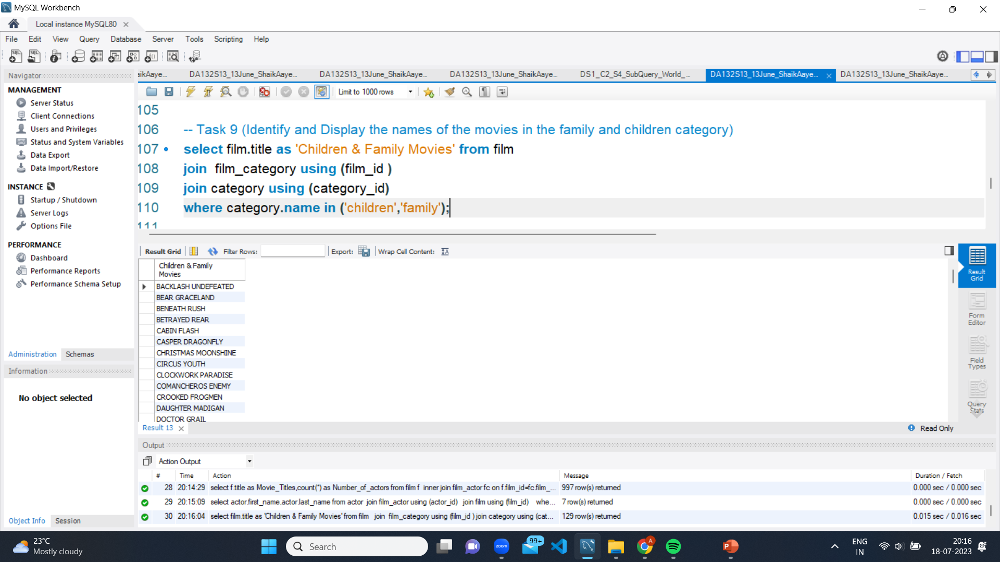 MySQL Workbench
Local instance MySQL80
File Edit View Query Database Server Tools Scripting Help
Navigator
MANAGEMENT
Server Status
Client Connections
Users and Privileges
Status and System Variables
Data Export
Data Import/Restore
INSTANCE
Startup / Shutdown
Server Logs
Options File
PERFORMANCE
Dashboard
Performance Reports
Performance Schema Setup
Administration Schemas
Information
No object selected
Object Info Session
aikAaye... DA132S13_13June_ShaikAaye... DA132S13_13June_ShaikAaye... DA132S13_13June_ShaikAaye... DS1_C2_S4_SubQuery_World_... DA132S13_13June_ShaikAaye... DA132S13_13June_ShaikAaye...
Limit to 1000 rows
105
106 -- Task 9 (Identify and Display the names of the movies in the family and children category)
107 select film.title as 'Children & Family Movies' from film
108 join  film_category using (film_id )
109 join category using (category_id)
110 where category.name in ('children','family');
111
Result Grid Filter Rows: Export: Wrap Cell Content:
Children & Family
Movies
BACKLASH UNDEFEATED
BEAR GRACELAND
BENEATH RUSH
BETRAYED REAR
CABIN FLASH
CASPER DRAGONFLY
CHRISTMAS MOONSHINE
CIRCUS YOUTH
CLOCKWORK PARADISE
COMANCHEROS ENEMY
CROOKED FROGMEN
DAUGHTER MADIGAN
DOCTOR GRAIL
Result
Grid
Form
Editor
Field
Types
Query
Stats
Result 13 Read Only
Output
Action Output
# Time Action Message Duration / Fetch
28 20:14:29 select f.title as Movie_Titles,count(*) as Number_of_actors from film f  inner join film_actor fc on f.film_id=fc.film_... 997 row(s) returned 0.000 sec / 0.000 sec
29 20:15:09 select actor.first_name,actor.last_name from actor  join film_actor using (actor_id)   join film using (film_id)    whe... 7 row(s) returned 0.000 sec / 0.000 sec
30 20:16:04 select film.title as 'Children & Family Movies' from film   join  film_category using (film_id ) join category using (cat... 129 row(s) returned 0.015 sec / 0.016 sec
23°C
Mostly cloudy
Search
zoom
99+
A
P
ENG
IN
20:16
18-07-2023